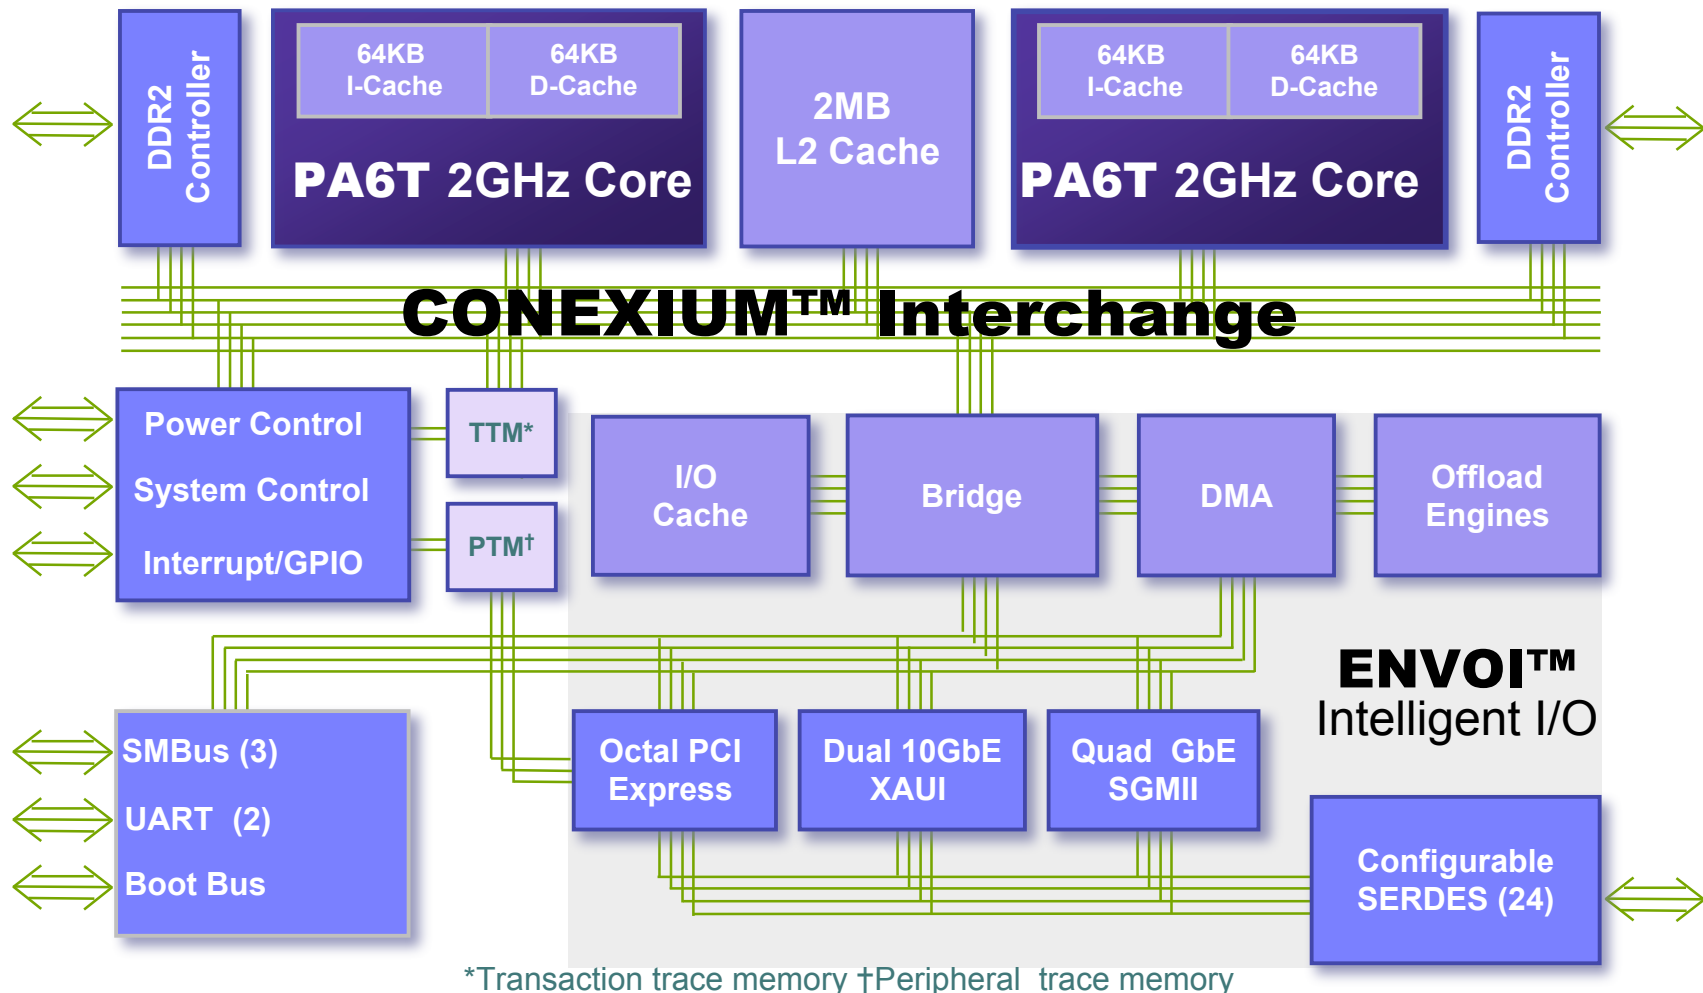 DDR2
Controller
64KB
I-Cache
64KB
D-Cache
PA6T 2GHz Core
2MB
L2 Cache
64KB
I-Cache
64KB
D-Cache
PA6T 2GHz Core
DDR2
Controller
CONEXIUM™ Interchange
Power Control
System Control
Interrupt/GPIO
TTM*
PTM†
I/O
Cache
Bridge
DMA
Offload
Engines
ENVOI™
Intelligent I/O
SMBus (3)
UART (2)
Boot Bus
Octal PCI
Express
Dual 10GbE
XAUI
Quad GbE
SGMII
Configurable
SERDES (24)
*Transaction trace memory †Peripheral trace memory